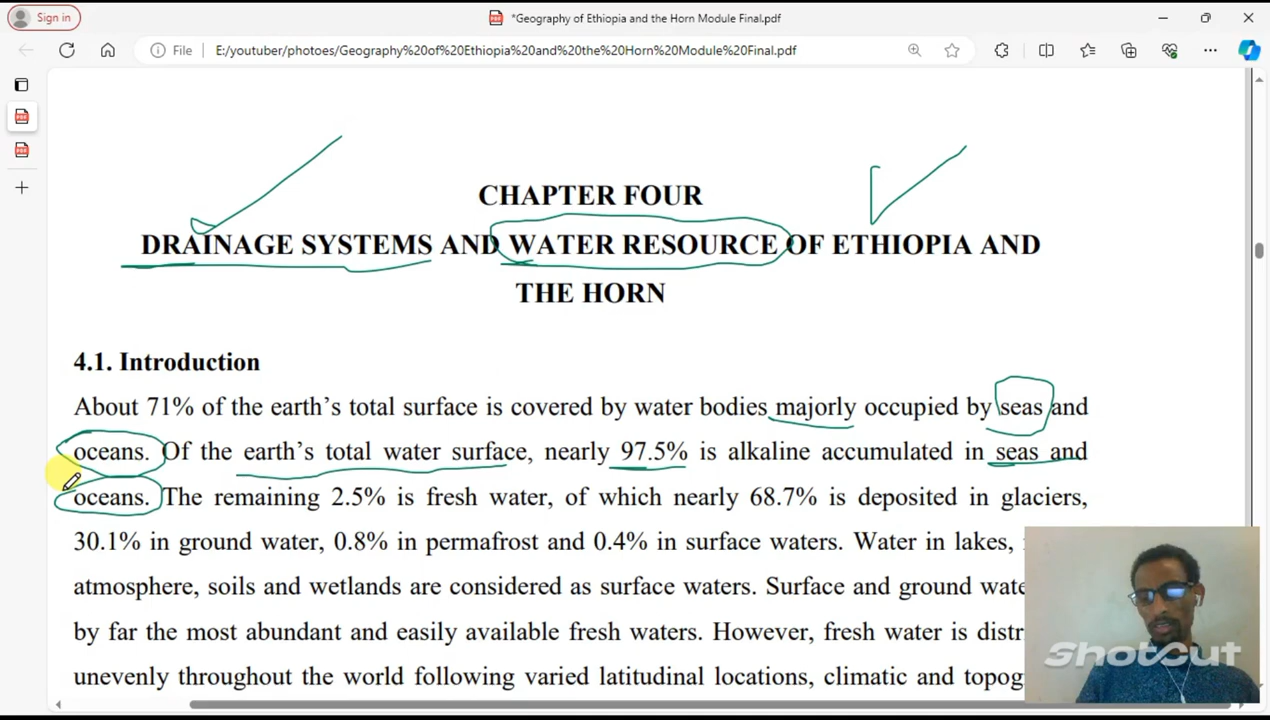 Sign in
*Geography of Ethiopia and the Horn Module Final.pdf
File
E:/youtuber/photoes/Geography%20of%20Ethiopia%20and%20the%20Horn%20Module%20Final.pdf
CHAPTER FOUR
DRAINAGE SYSTEMS AND WATER RESOURCE OF ETHIOPIA AND
THE HORN
4.1. Introduction
About 71% of the earth's total surface is covered by water bodies majorly occupied by seas and
oceans. Of the earth's total water surface, nearly 97.5% is alkaline accumulated in seas and
oceans. The remaining 2.5% is fresh water, of which nearly 68.7% is deposited in glaciers,
30.1% in ground water, 0.8% in permafrost and 0.4% in surface waters. Water in lakes,
atmosphere, soils and wetlands are considered as surface waters. Surface and ground
by far the most abundant and easily available fresh waters. However, fresh water is
unevenly throughout the world following varied latitudinal locations, climatic and
Shotcut